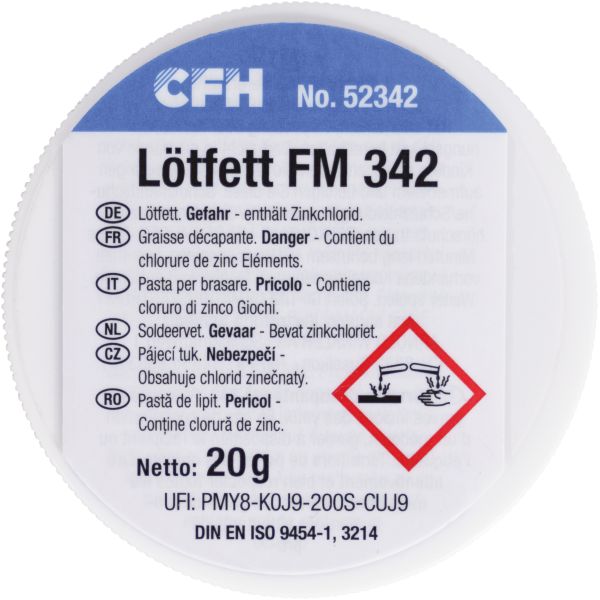 CFH No. 52342
Lötfett FM 342
DE Lötfett. Gefahr - enthält Zinkchlorid.
FR Graisse décapante. Danger - Contient du
chlorure de zinc Eléments.
IT Pasta per brasare. Pricolo - Contiene
cloruro di zinco Giochi.
NL Soldeervet. Gevaar - Bevat zinkchloriet.
CZ Pájecí tuk. Nebezpečí -
Obsahuje chlorid zinečnatý.
RO Pastă de lipit. Pericol -
Conține clorură de zinc.
Netto: 20 g
UFI: PMY8-K0J9-200S-CUJ9
DIN EN ISO 9454-1, 3214